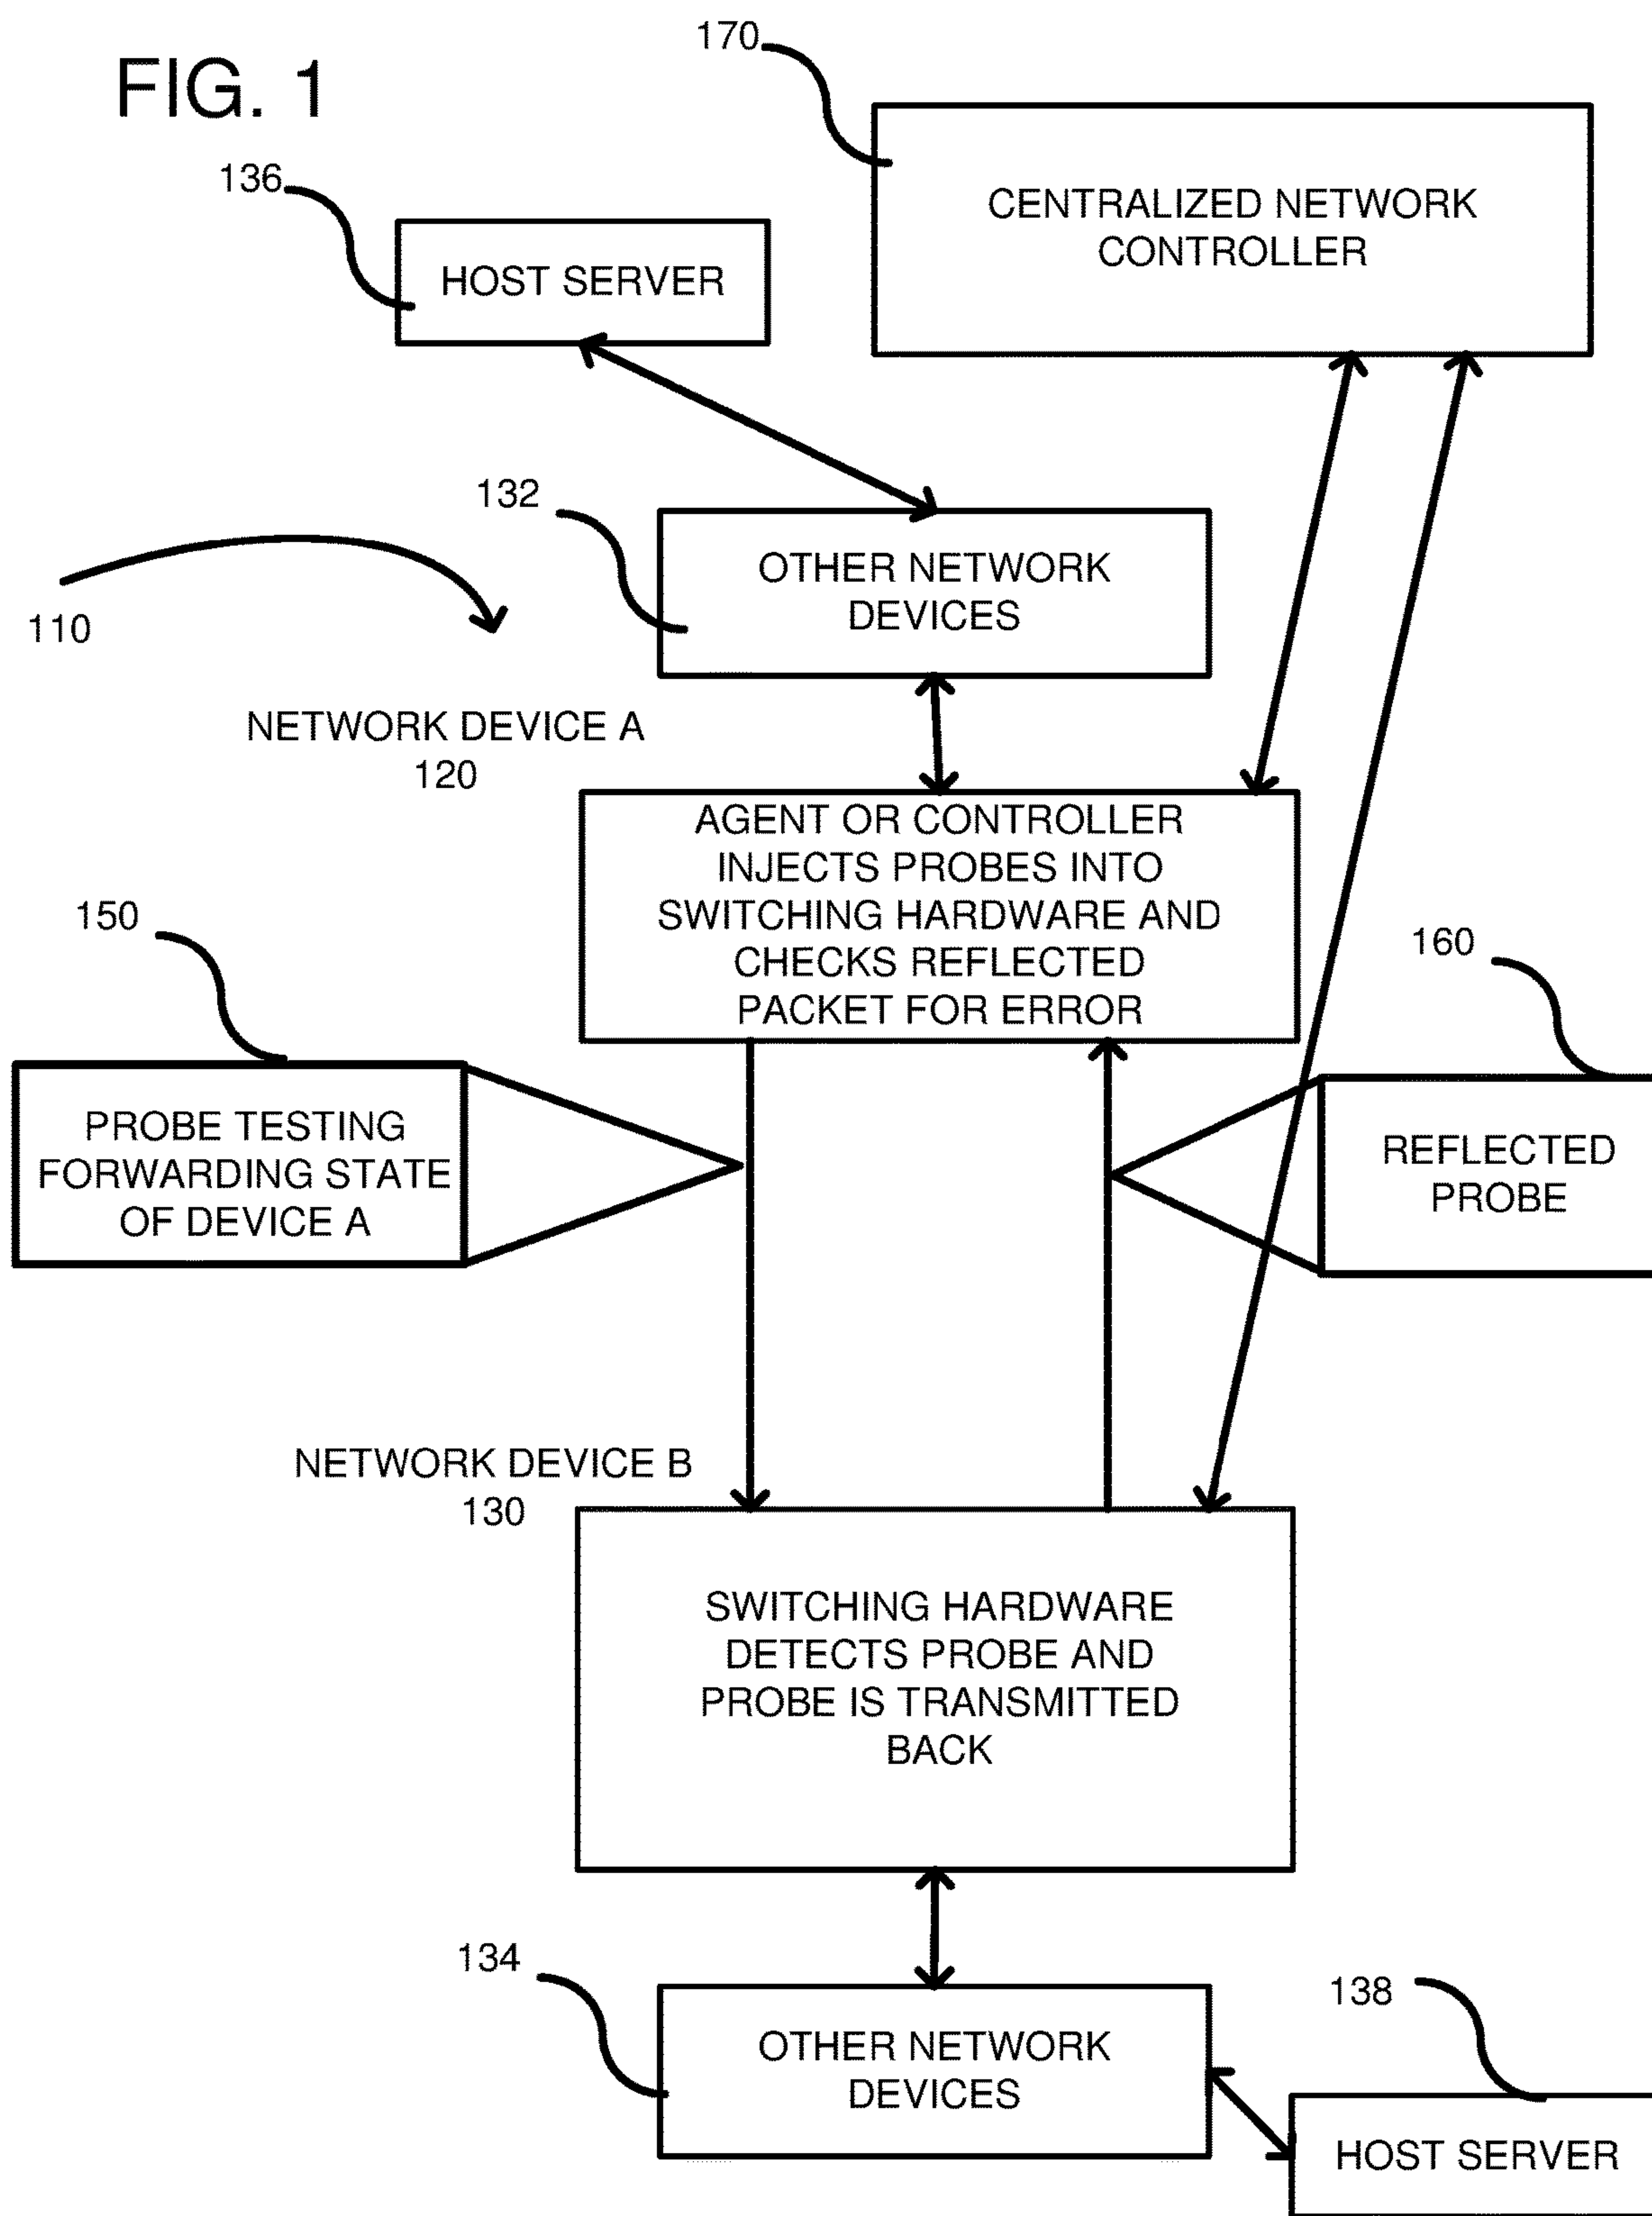 FIG. 1
170
CENTRALIZED NETWORK
CONTROLLER
136
HOST SERVER
132
OTHER NETWORK
DEVICES
110
NETWORK DEVICE A
120
AGENT OR CONTROLLER
INJECTS PROBES INTO
SWITCHING HARDWARE AND
CHECKS REFLECTED
PACKET FOR ERROR
150
PROBE TESTING
FORWARDING STATE
OF DEVICE A
160
REFLECTED
PROBE
NETWORK DEVICE B
130
SWITCHING HARDWARE
DETECTS PROBE AND
PROBE IS TRANSMITTED
BACK
134
OTHER NETWORK
DEVICES
138
HOST SERVER